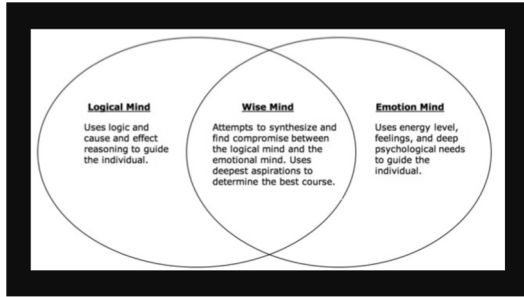 Logical Mind
Uses logic and
cause and effect
reasoning to guide
the individual.
Wise Mind
Attempts to synthesize and
find compromise between
the logical mind and the
emotional mind. Uses
deepest aspirations to
determine the best course.
Emotion Mind
Uses energy level,
feelings, and deep
psychological needs
to guide the
individual.